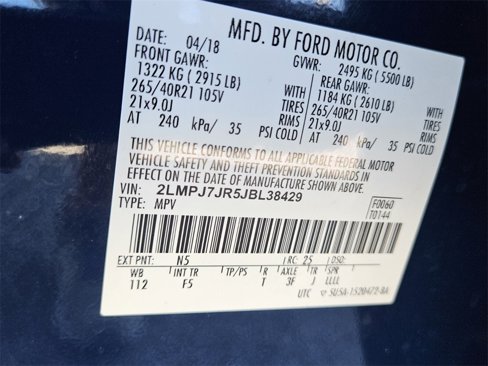 MFD. BY FORD MOTOR CO.
DATE: 04/18 GVWR: 2495 KG ( 5500 LB)
FRONT GAWR: REAR GAWR:
1322 KG ( 2915 LB) WITH 1184 KG ( 2610 LB) WITH
265/40R21 105V TIRES 265/40R21 105V TIRES
21x9.0J RIMS 21x9.0J RIMS
AT 240 kPa/ 35 PSI COLD AT 240 kPa/ 35 PSI COLD
THIS VEHICLE CONFORMS TO ALL APPLICABLE FEDERAL MOTOR
VEHICLE SAFETY AND THEFT PREVENTION STANDARDS IN
EFFECT ON THE DATE OF MANUFACTURE SHOWN ABOVE.
VIN: 2LMPJ7JR5JBL38429 F0060
TYPE: MPV T0144
EXT PNT: N5 RC: 25 DSO:
WB INT TR TP/PS R AXLE TR SPR
112 F5 T 3F J LLLL
UTC 5U5A-1520472-BA